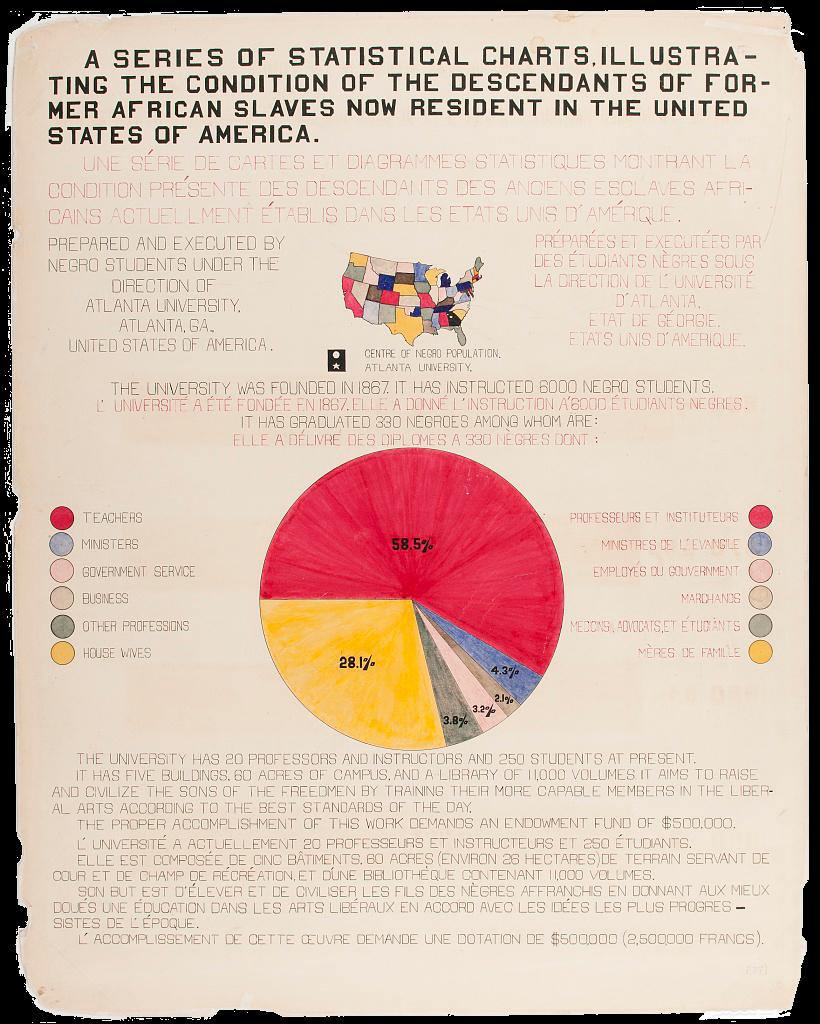 A SERIES OF STATISTICAL CHARTS, ILLUSTRA-
TING THE CONDITION OF THE DESCENDANTS OF FOR-
MER AFRICAN SLAVES NOW RESIDENT IN THE UNITED
STATES OF AMERICA.
UNE SÉRIE DE CARTES ET DIAGRAMMES STATISTIQUES MONTRANT LA
CONDITION PRÉSENTE DES DESCENDANTS DES ANCIENS ESCLAVES AFRI-
CAINS ACTUELLMENT ÉTABLIS DANS LES ETATS UNIS D'AMÉRIQUE.
PREPARED AND EXECUTED BY
NEGRO STUDENTS UNDER THE
DIRECTION OF
ATLANTA UNIVERSITY.
ATLANTA, GA.,
UNITED STATES OF AMERICA.
PRÉPARÉES ET EXÉCUTÉES PAR
DES ÉTUDIANTS NÈGRES SOUS
LA DIRECTION DE L'UNIVERSITÉ
D'ATLANTA.
ETAT DE GÉORGIE.
ETATS UNIS D'AMÉRIQUE.
CENTRE OF NEGRO POPULATION.
ATLANTA UNIVERSITY.
THE UNIVERSITY WAS FOUNDED IN 1867. IT HAS INSTRUCTED 6000 NEGRO STUDENTS.
L' UNIVERSITÉ A ÉTÉ FONDÉE EN 1867. ELLE A DONNÉ L'INSTRUCTION A'6000 ÉTUDIANTS NEGRES.
IT HAS GRADUATED 330 NEGROES AMONG WHOM ARE:
ELLE A DÉLIVRÉ DES DIPLOMES A 330 NÈGRES DONT :
TEACHERS
MINISTERS
GOVERNMENT SERVICE
BUSINESS
OTHER PROFESSIONS
HOUSE WIVES
58.5%
28.1%
4.3%
2.1%
3.2%
3.8%
PROFESSEURS ET INSTITUTEURS
MINISTRES DE L'EVANGILE
EMPLOYÉS DU GOUVERNMENT
MARCHANDS
MEDCINS, ADVOCATS, ET ÉTUDIANTS
MÈRES DE FAMILLE
THE UNIVERSITY HAS 20 PROFESSORS AND INSTRUCTORS AND 250 STUDENTS AT PRESENT.
IT HAS FIVE BUILDINGS, 60 ACRES OF CAMPUS, AND A LIBRARY OF 11,000 VOLUMES. IT AIMS TO RAISE
AND CIVILIZE THE SONS OF THE FREEDMEN BY TRAINING THEIR MORE CAPABLE MEMBERS IN THE LIBER-
AL ARTS ACCORDING TO THE BEST STANDARDS OF THE DAY.
THE PROPER ACCOMPLISHMENT OF THIS WORK DEMANDS AN ENDOWMENT FUND OF $500,000.
L' UNIVERSITÉ A ACTUELLEMENT 20 PROFESSEURS ET INSTRUCTEURS ET 250 ÉTUDIANTS.
ELLE EST COMPOSÉE DE CINQ BÂTIMENTS, 60 ACRES (ENVIRON 26 HECTARES) DE TERRAIN SERVANT DE
COUR ET DE CHAMP DE RÉCRÉATION, ET D'UNE BIBLIOTHÈQUE CONTENANT 11,000 VOLUMES.
SON BUT EST D'ÉLEVER ET DE CIVILISER LES FILS DES NÈGRES AFFRANCHIS EN DONNANT AUX MIEUX
DOUÉS UNE ÉDUCATION DANS LES ARTS LIBÉRAUX EN ACCORD AVEC LES IDÉES LES PLUS PROGRES-
SISTES DE L'ÉPOQUE.
L' ACCOMPLISSEMENT DE CETTE ŒUVRE DEMANDE UNE DOTATION DE $500,000 (2,500,000 FRANCS).